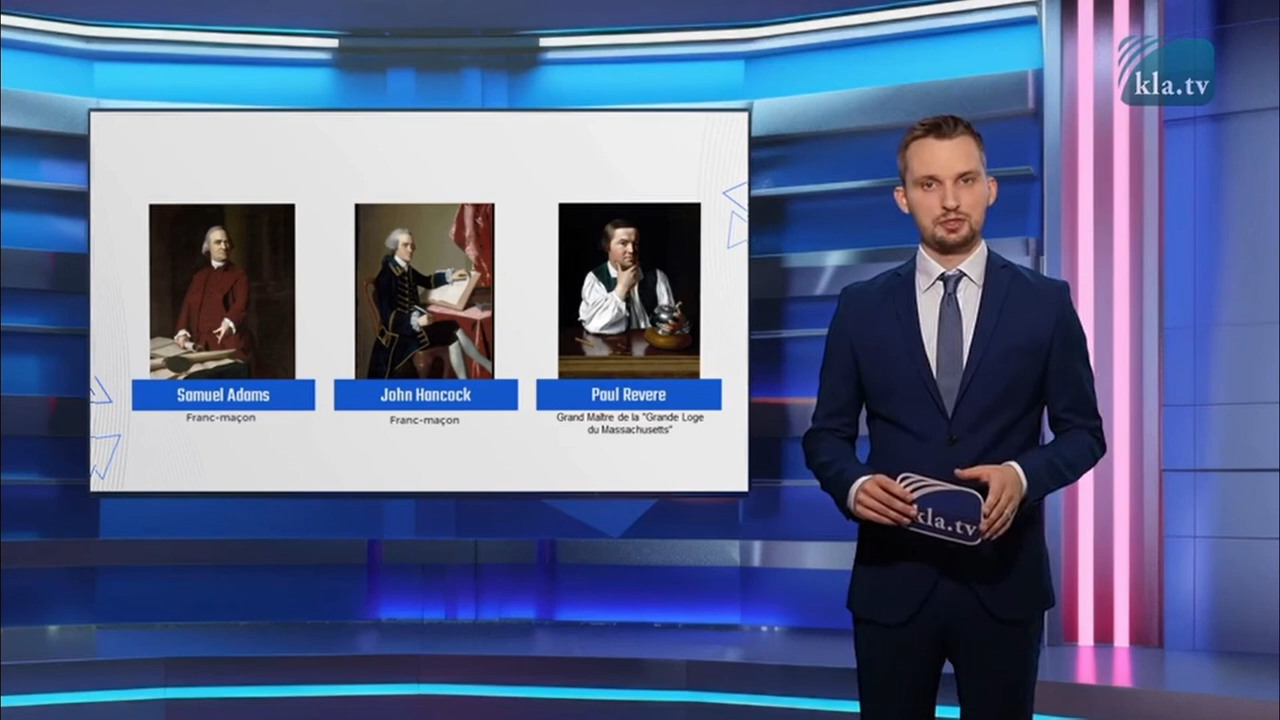 kla.tv
Samuel Adams
Franc-maçon
John Hancock
Franc-maçon
Paul Revere
Grand Maître de la "Grande Loge
du Massachusetts"
kla.tv